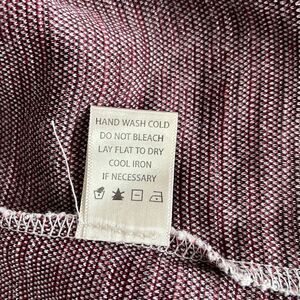 HAND WASH COLD
DO NOT BLEACH
LAY FLAT TO DRY
COOL IRON
IF NECESSARY